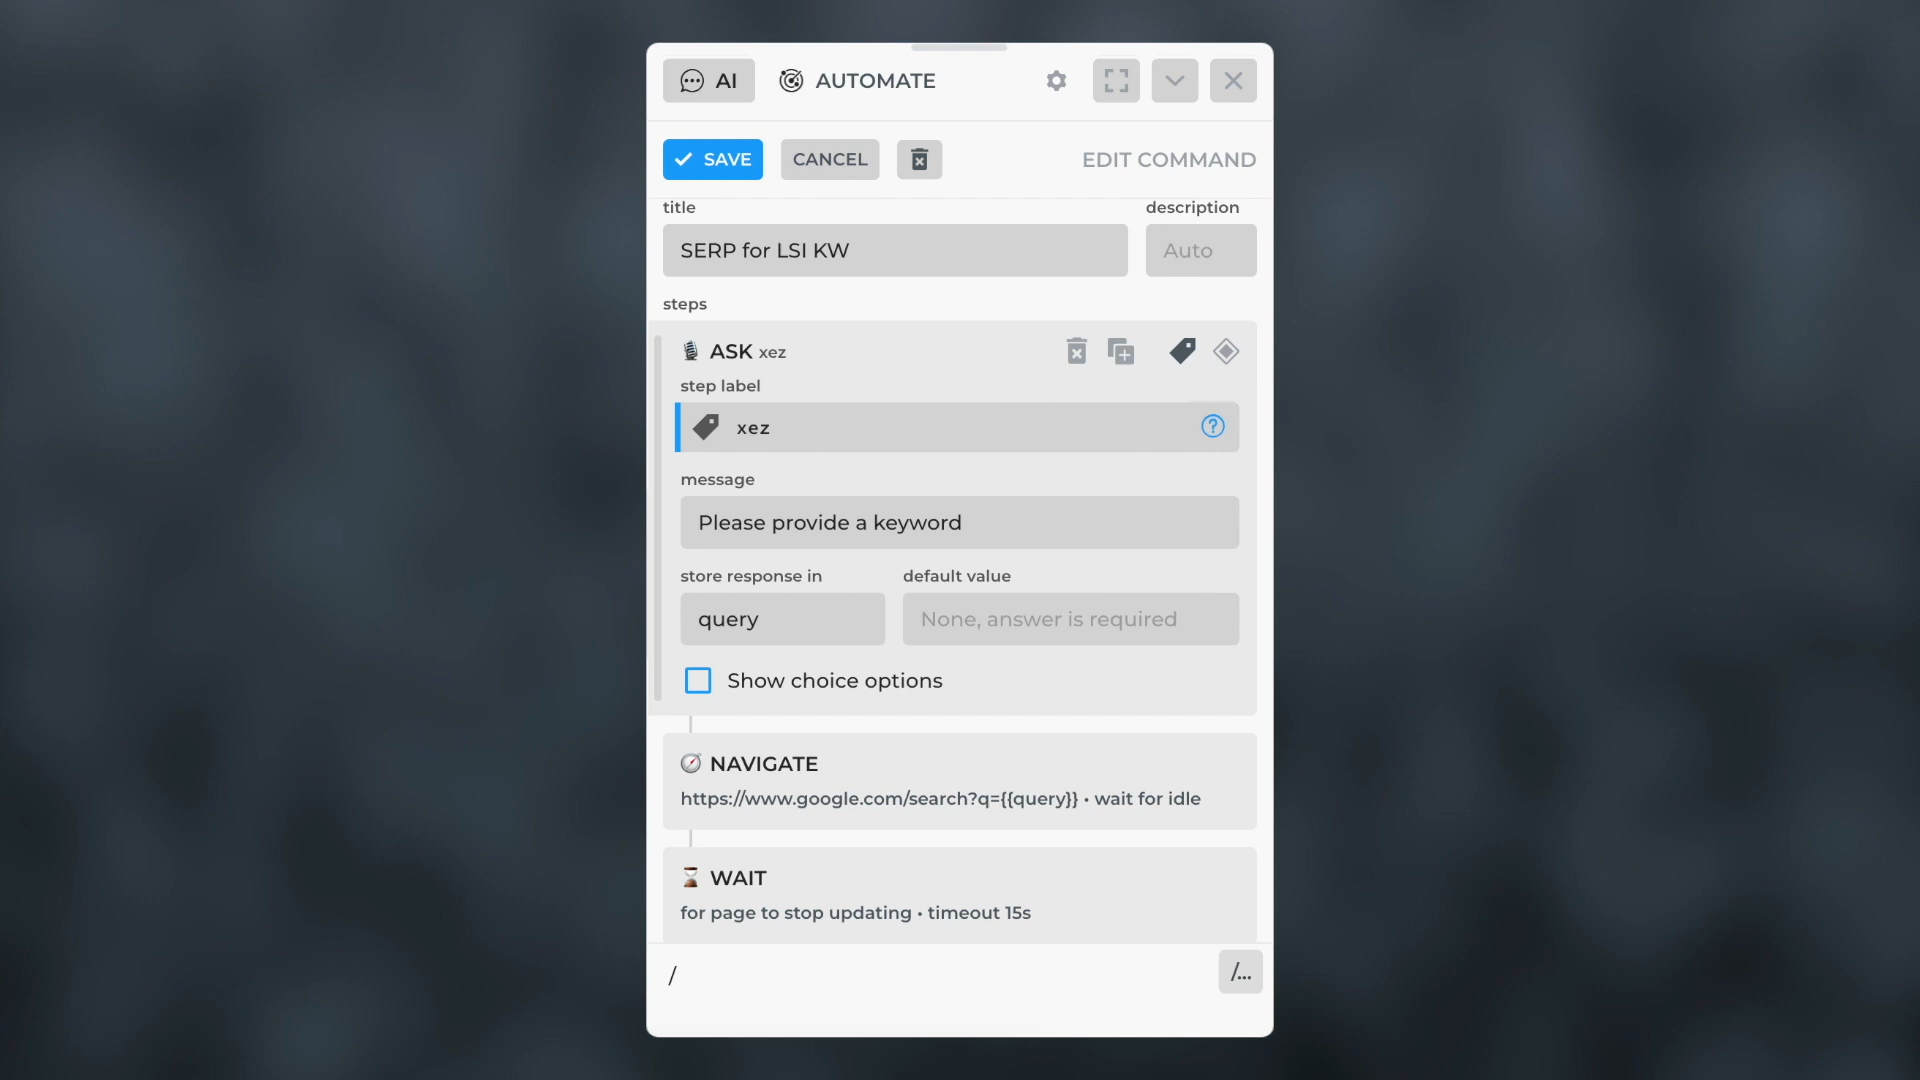 AI AUTOMATE
SAVE CANCEL EDIT COMMAND
title description
SERP for LSI KW Auto
steps
ASK xez
step label
xez ?
message
Please provide a keyword
store response in default value
query None, answer is required
Show choice options
NAVIGATE
https://www.google.com/search?q={{query}} • wait for idle
WAIT
for page to stop updating • timeout 15s
/ /...